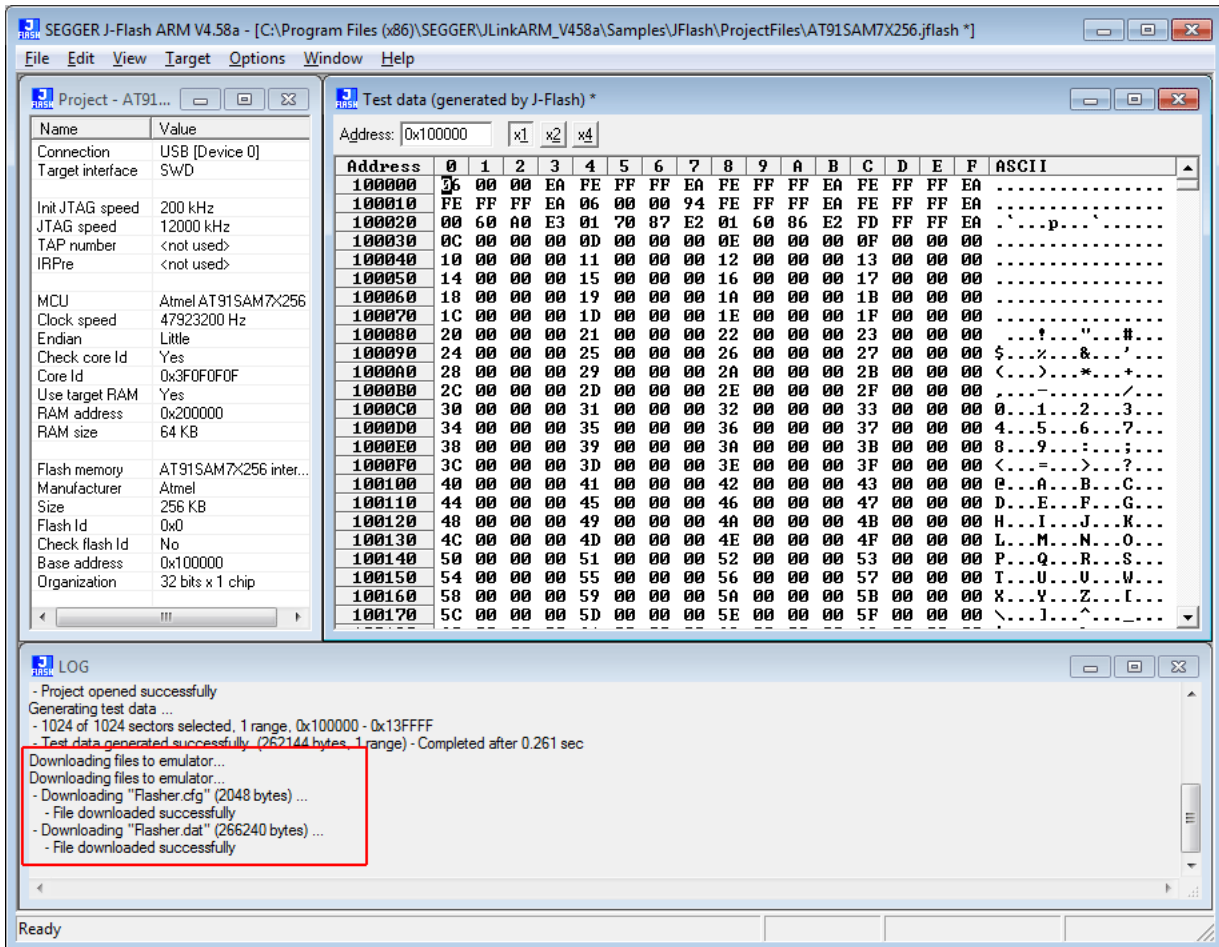 SEGGER J-Flash ARM V4.58a - [C:\Program Files (x86)\SEGGER\JLinkARM_V458a\Samples\JFlash\ProjectFiles\AT91SAM7X256.jflash *]
File Edit View Target Options Window Help
Project - AT91...
Name Value
Connection USB [Device 0]
Target interface SWD
Init JTAG speed 200 kHz
JTAG speed 12000 kHz
TAP number <not used>
IRPre <not used>
MCU Atmel AT91SAM7X256
Clock speed 47923200 Hz
Endian Little
Check core Id Yes
Core Id 0x3F0F0F0F
Use target RAM Yes
RAM address 0x200000
RAM size 64 KB
Flash memory AT91SAM7X256 inter...
Manufacturer Atmel
Size 256 KB
Flash Id 0x0
Check flash Id No
Base address 0x100000
Organization 32 bits x 1 chip
Test data (generated by J-Flash) *
Address: 0x100000 x1 x2 x4
Address 0 1 2 3 4 5 6 7 8 9 A B C D E F ASCII
100000 06 00 00 EA FE FF FF EA FE FF FF EA FE FF FF EA ................
100010 FE FF FF EA 06 00 00 94 FE FF FF EA FE FF FF EA ................
100020 00 60 A0 E3 01 70 87 E2 01 60 86 E2 FD FF FF EA .`...p...`......
100030 0C 00 00 00 0D 00 00 00 0E 00 00 00 0F 00 00 00 ................
100040 10 00 00 00 11 00 00 00 12 00 00 00 13 00 00 00 ................
100050 14 00 00 00 15 00 00 00 16 00 00 00 17 00 00 00 ................
100060 18 00 00 00 19 00 00 00 1A 00 00 00 1B 00 00 00 ................
100070 1C 00 00 00 1D 00 00 00 1E 00 00 00 1F 00 00 00 ................
100080 20 00 00 00 21 00 00 00 22 00 00 00 23 00 00 00  ...!..."...#...
100090 24 00 00 00 25 00 00 00 26 00 00 00 27 00 00 00 $...%...&...'...
1000A0 28 00 00 00 29 00 00 00 2A 00 00 00 2B 00 00 00 (...)...*...+...
1000B0 2C 00 00 00 2D 00 00 00 2E 00 00 00 2F 00 00 00 ,...-......./...
1000C0 30 00 00 00 31 00 00 00 32 00 00 00 33 00 00 00 0...1...2...3...
1000D0 34 00 00 00 35 00 00 00 36 00 00 00 37 00 00 00 4...5...6...7...
1000E0 38 00 00 00 39 00 00 00 3A 00 00 00 3B 00 00 00 8...9...:...;...
1000F0 3C 00 00 00 3D 00 00 00 3E 00 00 00 3F 00 00 00 <...=...>...?...
100100 40 00 00 00 41 00 00 00 42 00 00 00 43 00 00 00 @...A...B...C...
100110 44 00 00 00 45 00 00 00 46 00 00 00 47 00 00 00 D...E...F...G...
100120 48 00 00 00 49 00 00 00 4A 00 00 00 4B 00 00 00 H...I...J...K...
100130 4C 00 00 00 4D 00 00 00 4E 00 00 00 4F 00 00 00 L...M...N...O...
100140 50 00 00 00 51 00 00 00 52 00 00 00 53 00 00 00 P...Q...R...S...
100150 54 00 00 00 55 00 00 00 56 00 00 00 57 00 00 00 T...U...V...W...
100160 58 00 00 00 59 00 00 00 5A 00 00 00 5B 00 00 00 X...Y...Z...[...
100170 5C 00 00 00 5D 00 00 00 5E 00 00 00 5F 00 00 00 \...]...^..._...
LOG
- Project opened successfully
Generating test data ...
- 1024 of 1024 sectors selected, 1 range, 0x100000 - 0x13FFFF
- Test data generated successfully. (262144 bytes, 1 range) - Completed after 0.261 sec
Downloading files to emulator...
Downloading files to emulator...
- Downloading "Flasher.cfg" (2048 bytes) ...
- File downloaded successfully
- Downloading "Flasher.dat" (266240 bytes) ...
- File downloaded successfully
Ready